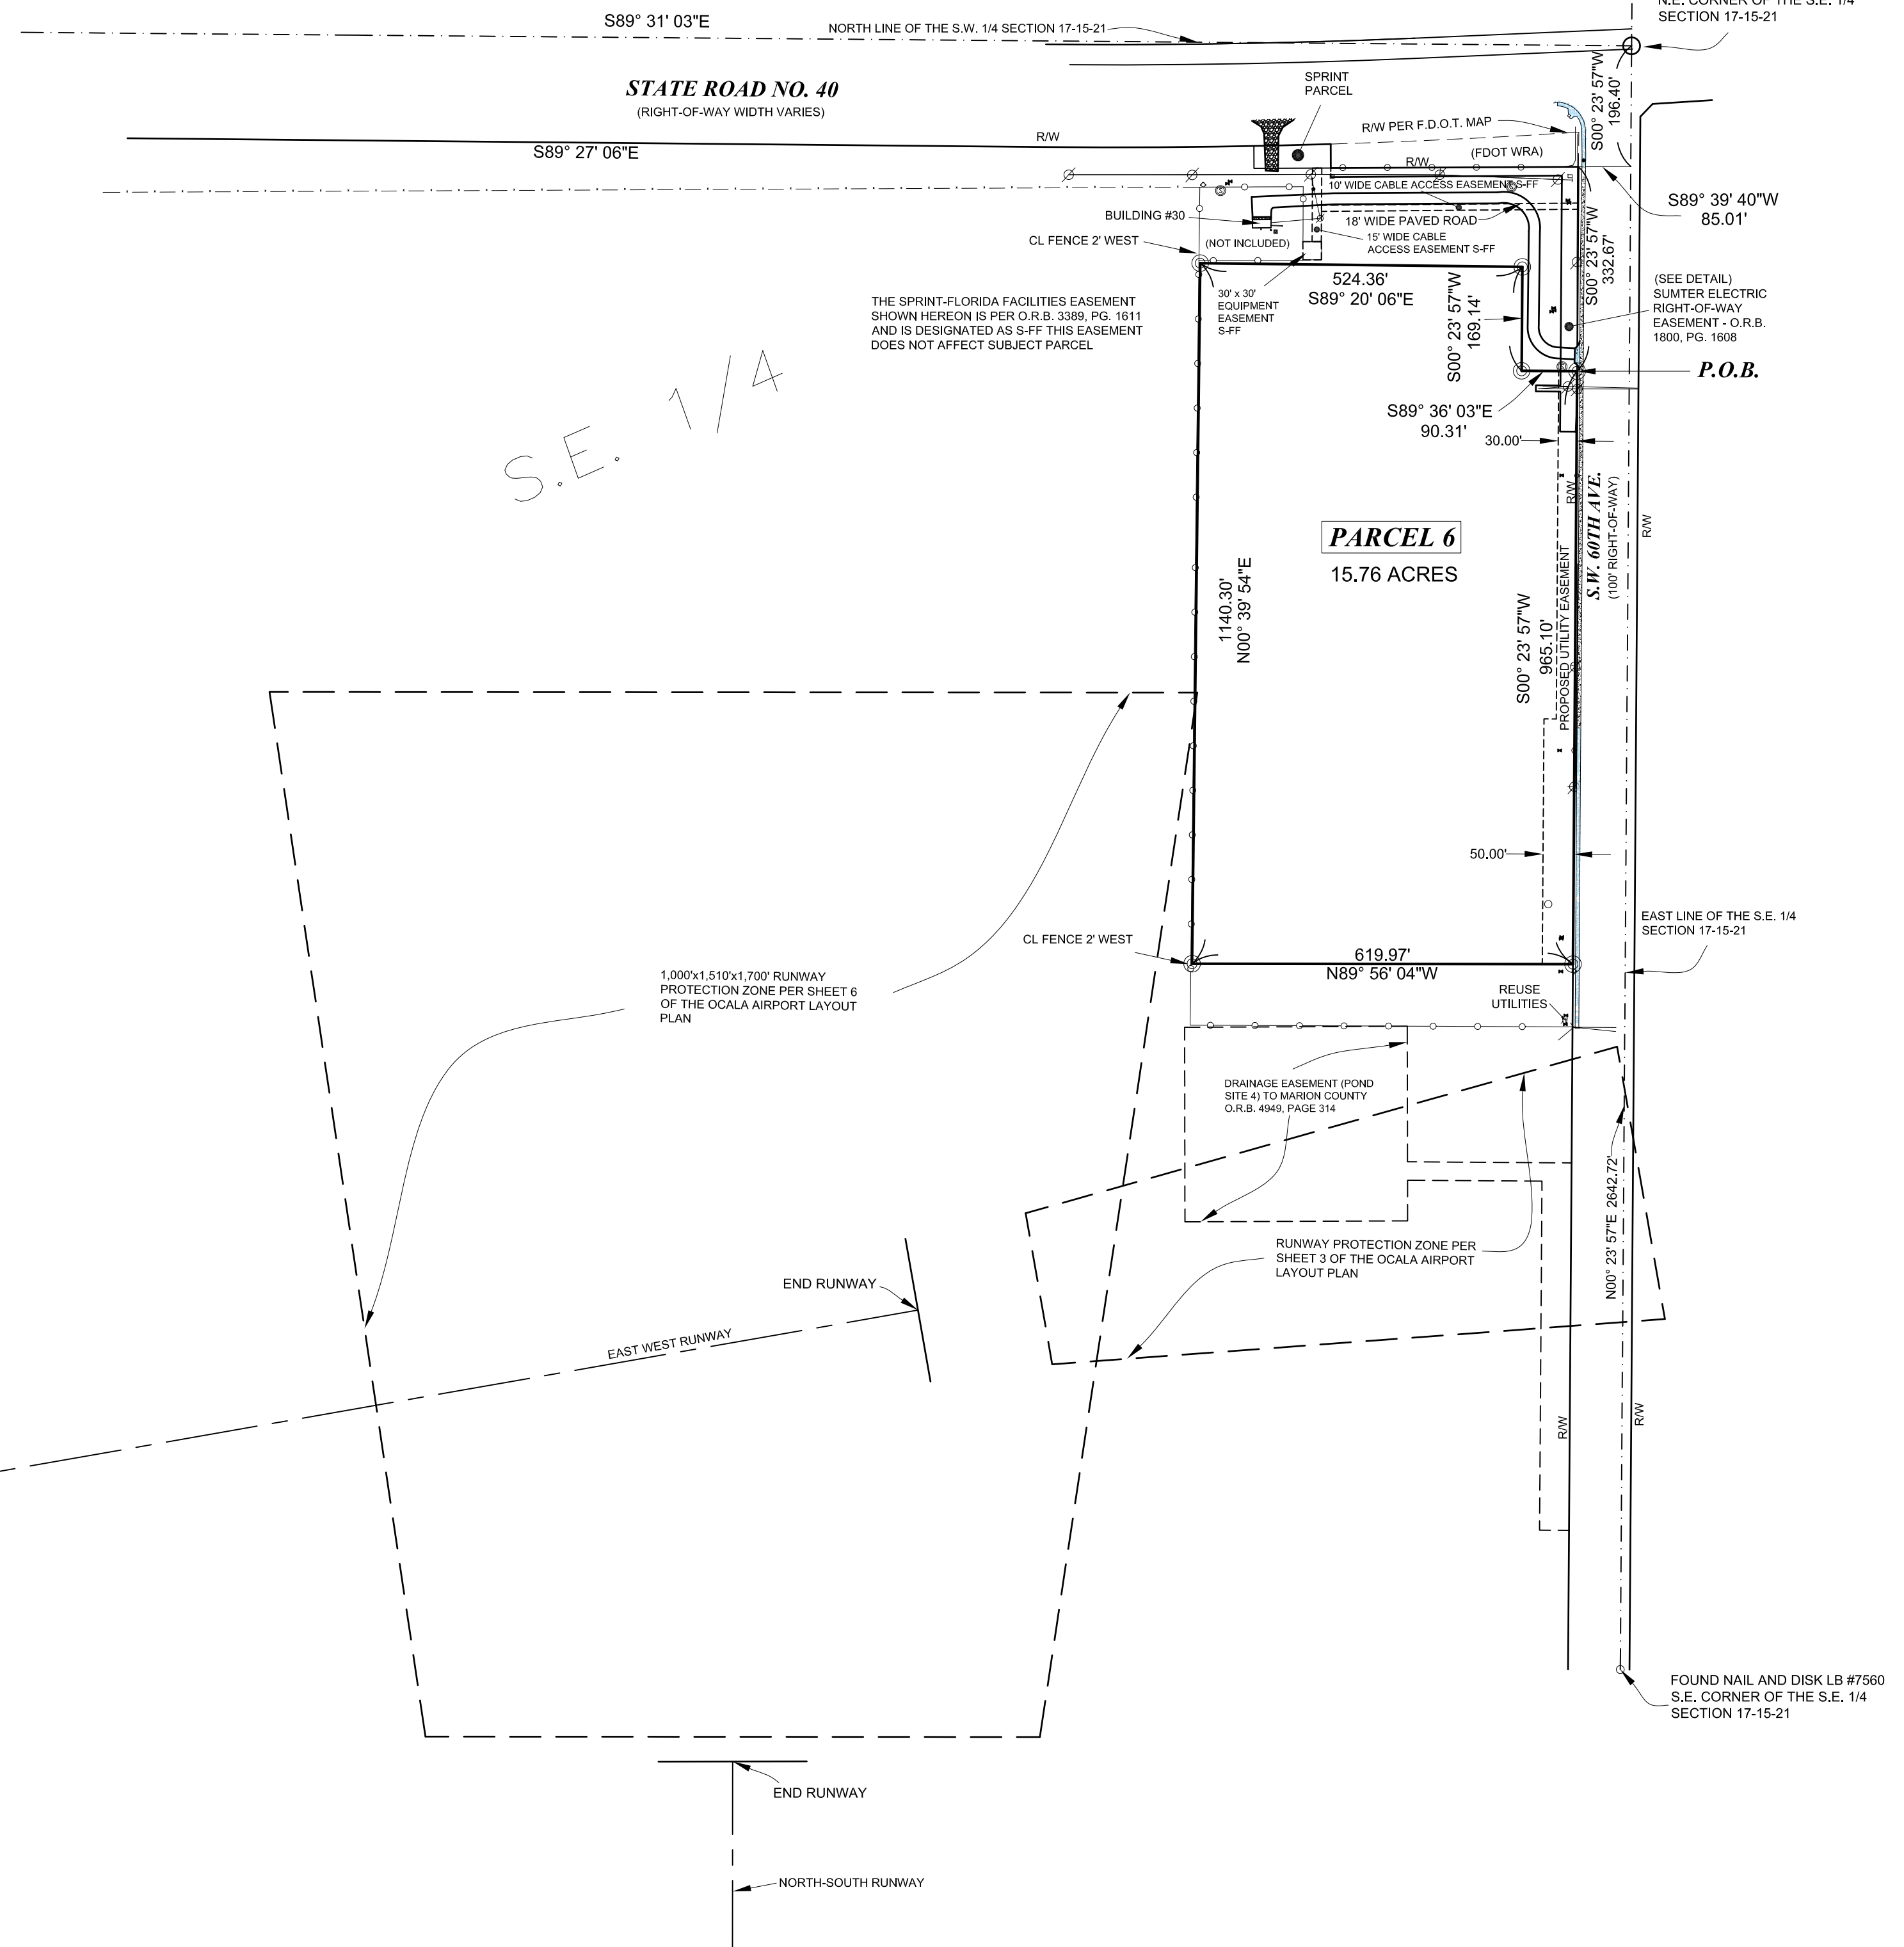 N.E. CORNER OF THE S.E. 1/4
SECTION 17-15-21
S89° 31' 03"E
NORTH LINE OF THE S.W. 1/4 SECTION 17-15-21
STATE ROAD NO. 40
(RIGHT-OF-WAY WIDTH VARIES)
S00° 23' 57"W
196.40'
SPRINT
PARCEL
R/W PER F.D.O.T. MAP
R/W
S89° 27' 06"E
(FDOT WRA)
R/W
S89° 39' 40"W
85.01'
10' WIDE CABLE ACCESS EASEMENT S-FF
BUILDING #30
18' WIDE PAVED ROAD
CL FENCE 2' WEST
(NOT INCLUDED)
15' WIDE CABLE
ACCESS EASEMENT S-FF
S00° 23' 57"W
332.67'
524.36'
S89° 20' 06"E
30' x 30'
EQUIPMENT
EASEMENT
S-FF
S00° 23' 57"W
169.14'
(SEE DETAIL)
SUMTER ELECTRIC
RIGHT-OF-WAY
EASEMENT - O.R.B.
1800, PG. 1608
THE SPRINT-FLORIDA FACILITIES EASEMENT
SHOWN HEREON IS PER O.R.B. 3389, PG. 1611
AND IS DESIGNATED AS S-FF THIS EASEMENT
DOES NOT AFFECT SUBJECT PARCEL
P.O.B.
S.E. 1/4
S89° 36' 03"E
90.31'
30.00'
R/W
S.W. 60TH AVE.
(100' RIGHT-OF-WAY)
R/W
PARCEL 6
15.76 ACRES
1140.30'
N00° 39' 54"E
S00° 23' 57"W
965.10'
PROPOSED UTILITY EASEMENT
50.00'
EAST LINE OF THE S.E. 1/4
SECTION 17-15-21
CL FENCE 2' WEST
619.97'
N89° 56' 04"W
1,000'x1,510'x1,700' RUNWAY
PROTECTION ZONE PER SHEET 6
OF THE OCALA AIRPORT LAYOUT
PLAN
REUSE
UTILITIES
DRAINAGE EASEMENT (POND
SITE 4) TO MARION COUNTY
O.R.B. 4949, PAGE 314
N00° 23' 57"E 2642.72'
RUNWAY PROTECTION ZONE PER
SHEET 3 OF THE OCALA AIRPORT
LAYOUT PLAN
END RUNWAY
EAST WEST RUNWAY
R/W
R/W
FOUND NAIL AND DISK LB #7560
S.E. CORNER OF THE S.E. 1/4
SECTION 17-15-21
END RUNWAY
NORTH-SOUTH RUNWAY